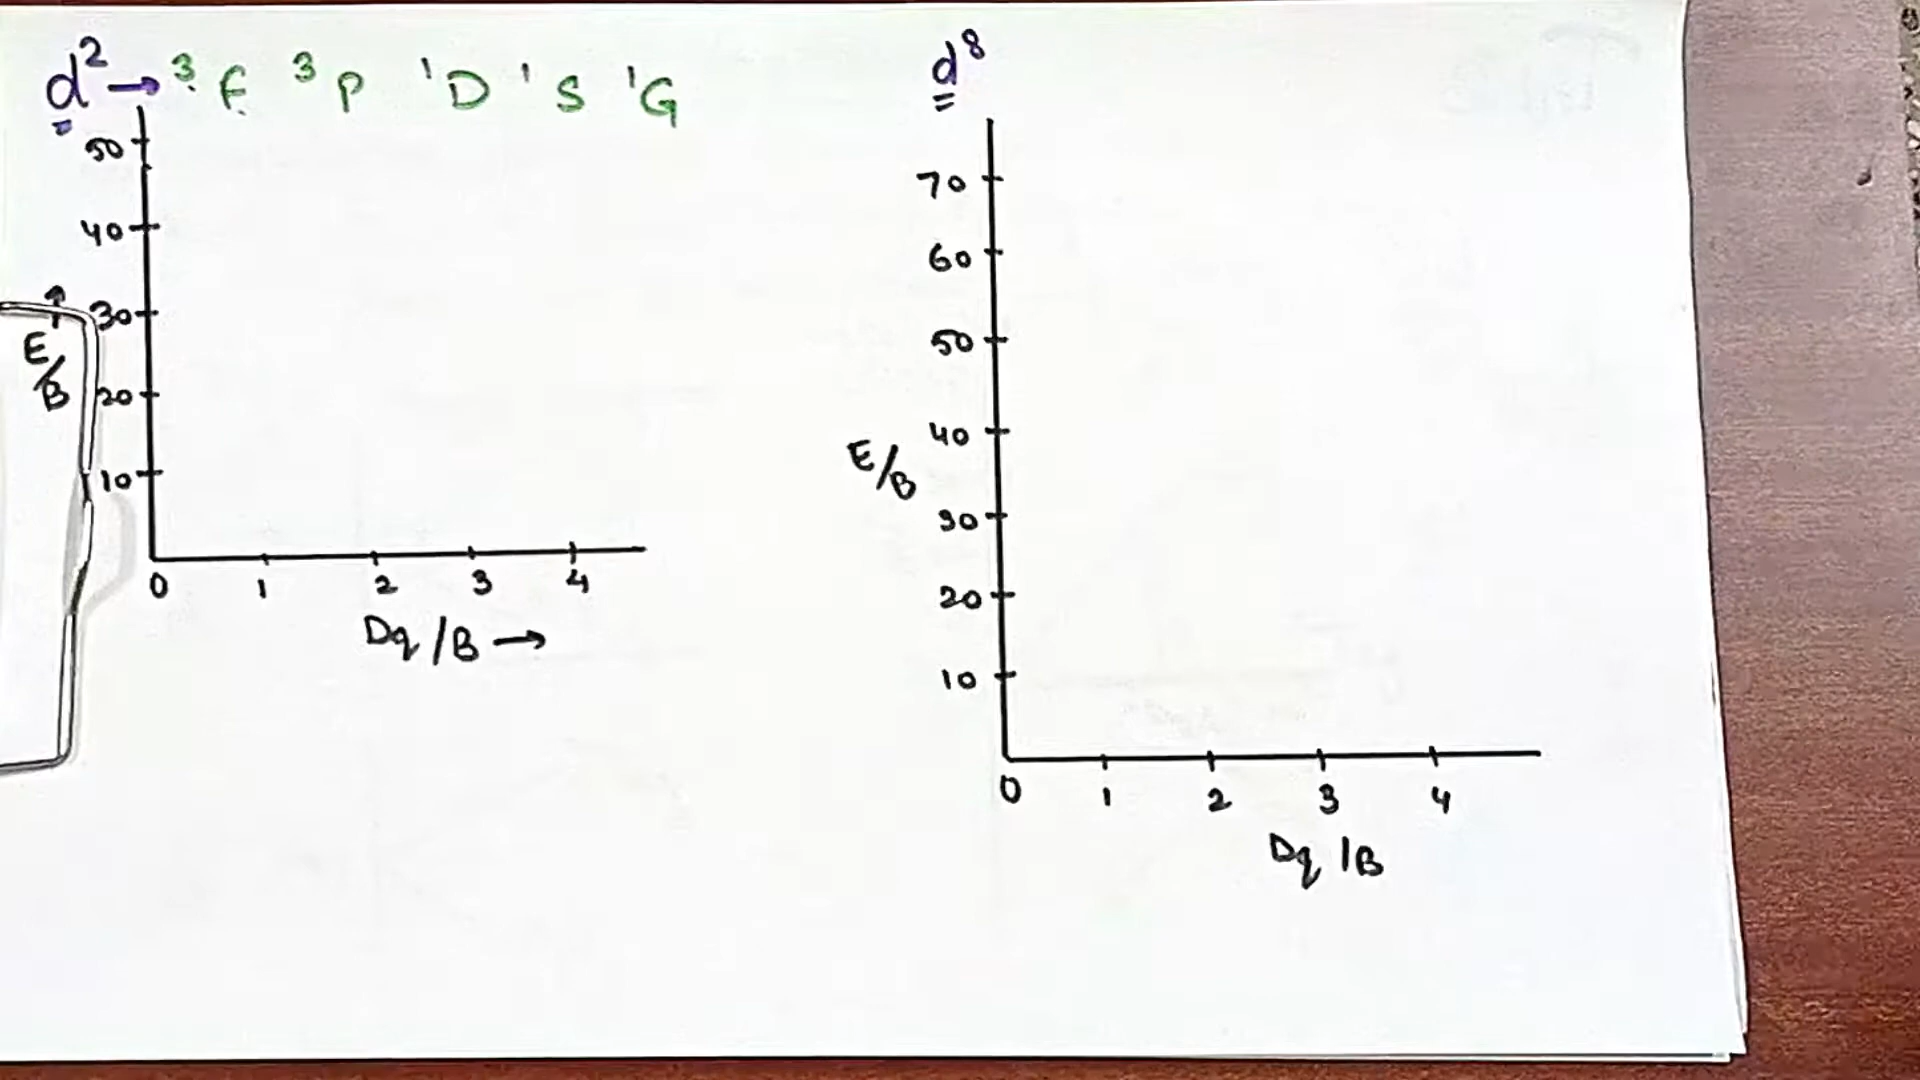 d² → ³F ³P ¹D ¹S ¹G
50
40
30
20
10
E/B
0 1 2 3 4
Dq/B →
d⁸
70
60
50
40
30
20
10
E/B
0 1 2 3 4
Dq/B